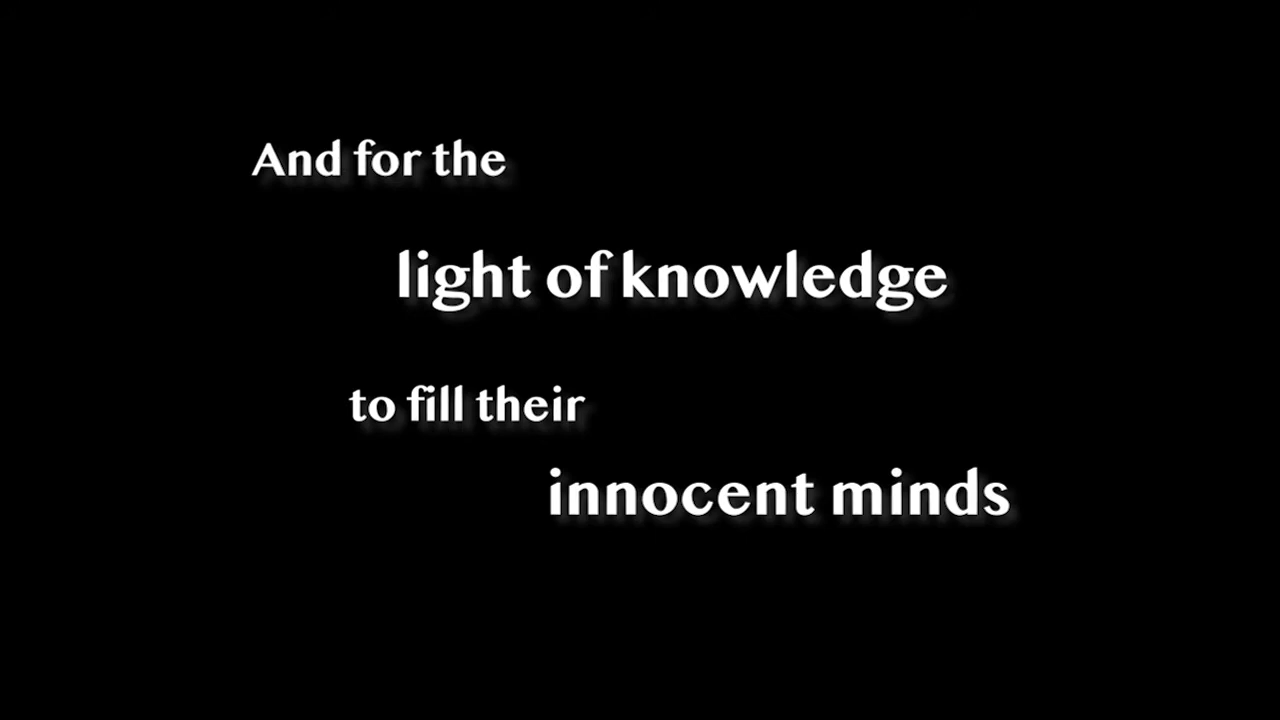 And for the
light of knowledge
to fill their
innocent minds